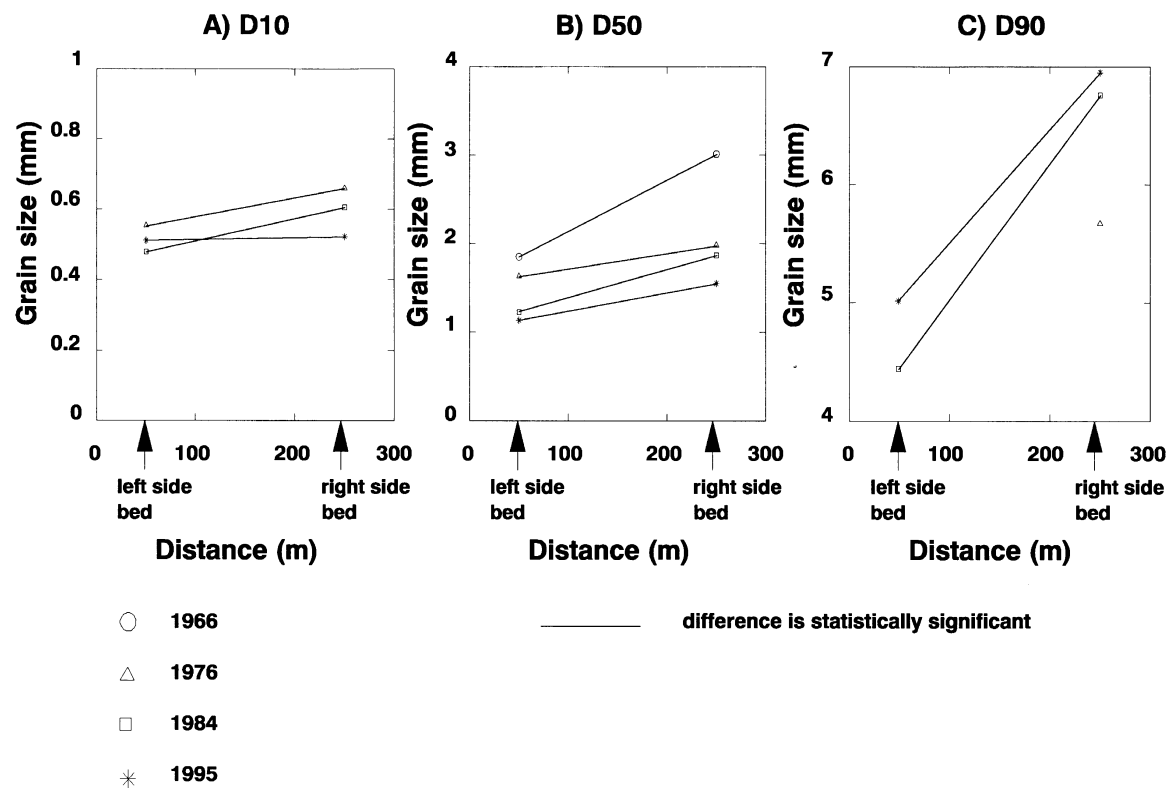 A) D10
B) D50
C) D90
Grain size (mm)
1
0.8
0.6
0.4
0.2
0
0
100
200
300
left side
bed
right side
bed
Distance (m)
Grain size (mm)
4
3
2
1
0
0
100
200
300
left side
bed
right side
bed
Distance (m)
Grain size (mm)
7
6
5
4
0
100
200
300
left side
bed
right side
bed
Distance (m)
1966
1976
1984
1995
difference is statistically significant